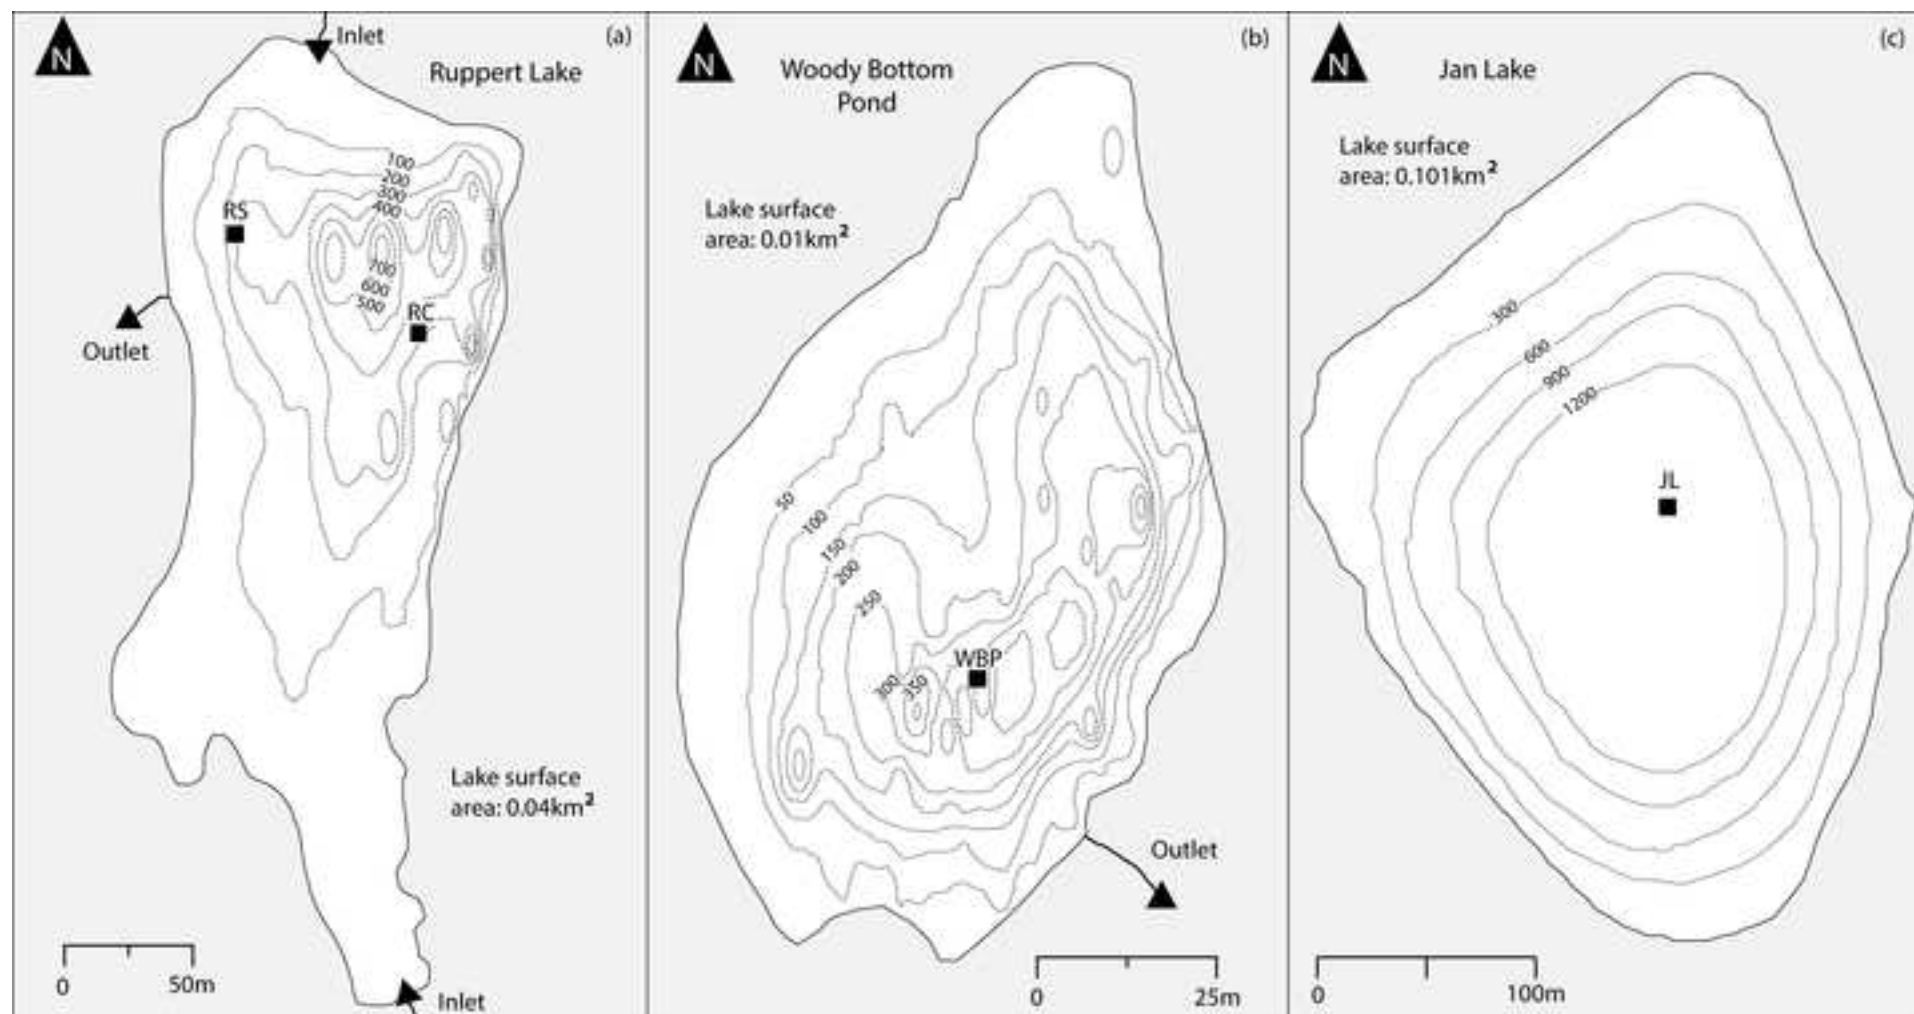 N
Inlet
(a)
Ruppert Lake
100
200
300
400
RS
700
600
500
RC
Outlet
Lake surface
area: 0.04km²
0
50m
Inlet
N
(b)
Woody Bottom
Pond
Lake surface
area: 0.01km²
50
100
150
200
250
WBP
300
350
Outlet
0
25m
N
(c)
Jan Lake
Lake surface
area: 0.101km²
300
600
900
1200
JL
0
100m